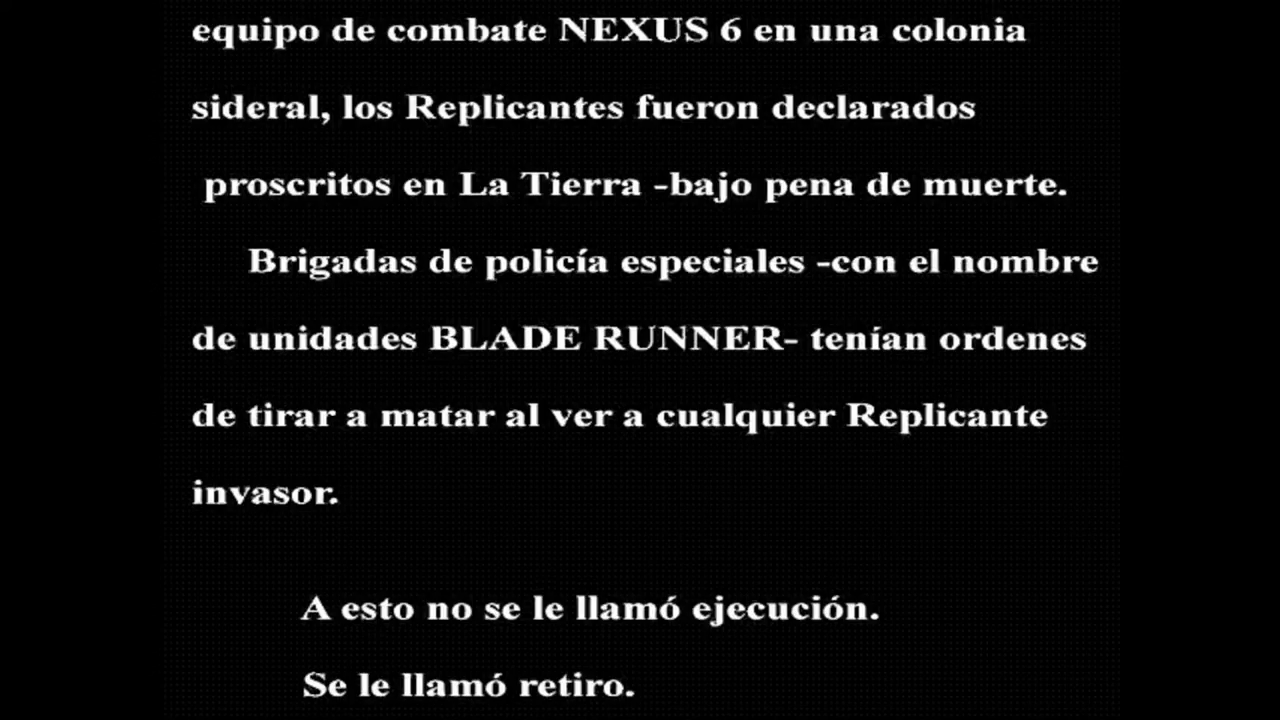 equipo de combate NEXUS 6 en una colonia
sideral, los Replicantes fueron declarados
proscritos en La Tierra -bajo pena de muerte.
Brigadas de policía especiales -con el nombre
de unidades BLADE RUNNER- tenían ordenes
de tirar a matar al ver a cualquier Replicante
invasor.
A esto no se le llamó ejecución.
Se le llamó retiro.